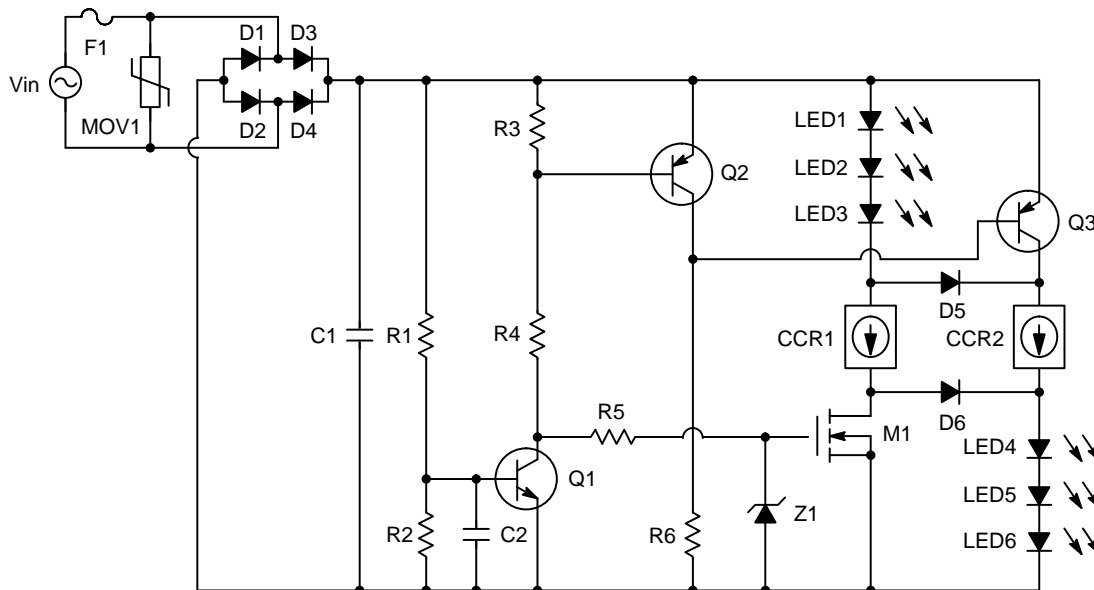 D1 D3
F1
Vin
MOV1
D2 D4
R3
LED1
LED2
LED3
Q2
Q3
D5
C1
R1
R4
CCR1
CCR2
R5
D6
M1
Q1
LED4
LED5
LED6
R2
C2
R6
Z1